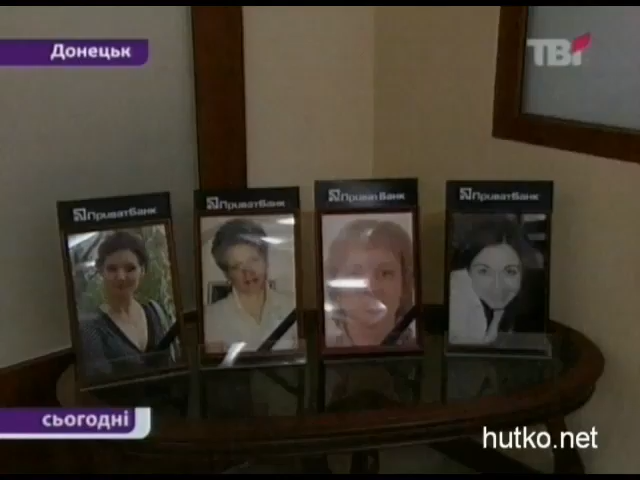 Донецьк
ТВі
ПриватБанк
ПриватБанк
ПриватБанк
ПриватБанк
сьогодні
hutko.net